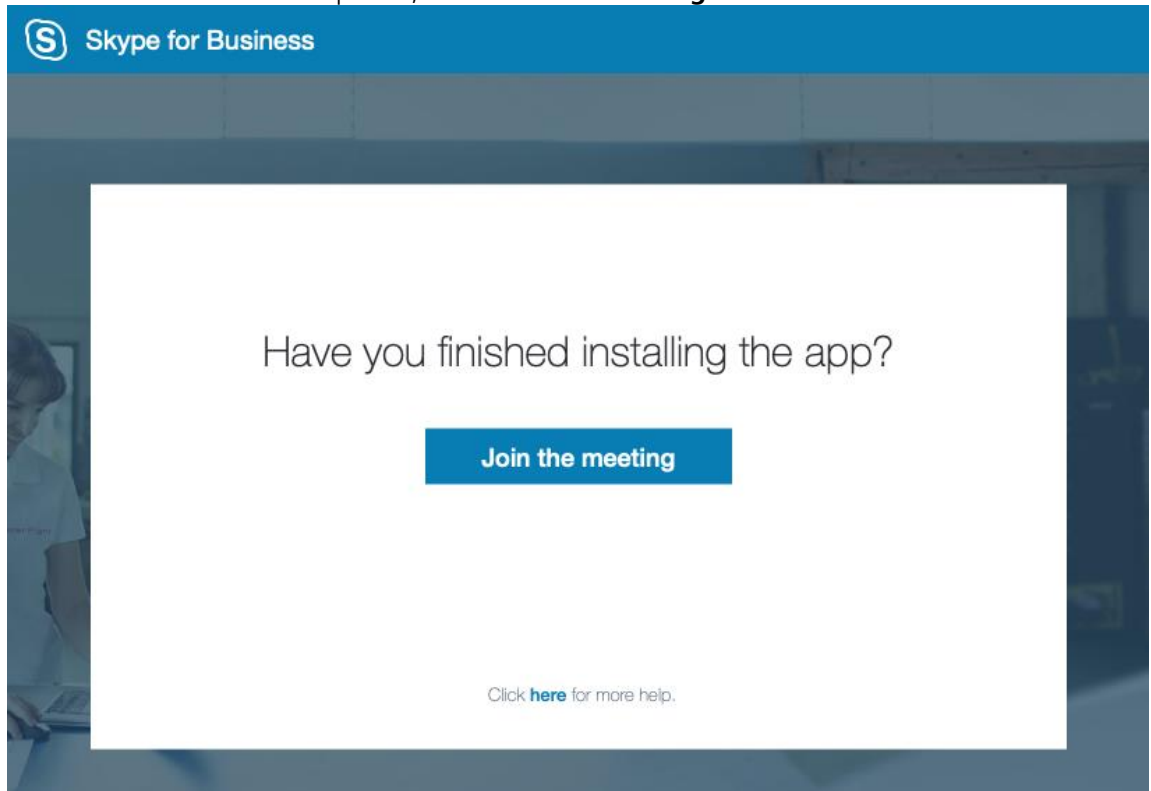 Skype for Business
Have you finished installing the app?
Join the meeting
Click here for more help.